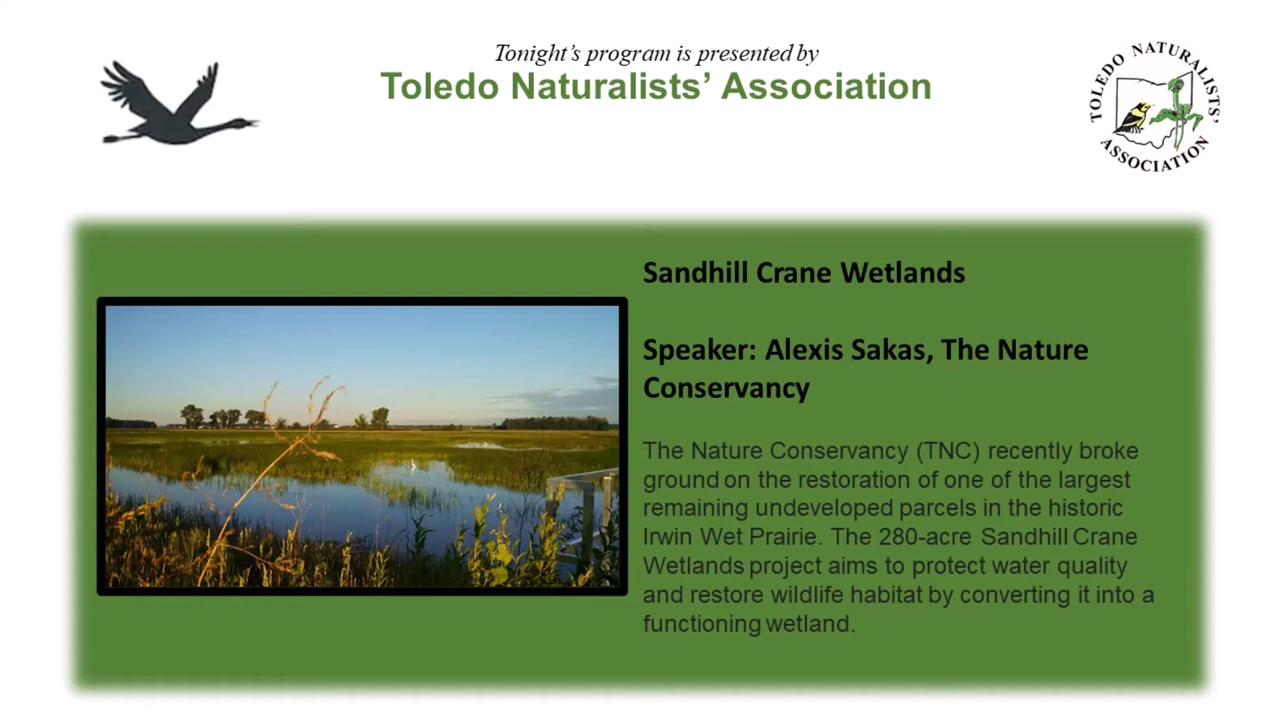 Tonight's program is presented by
Toledo Naturalists' Association
TOLEDO NATURALISTS'
ASSOCIATION
Sandhill Crane Wetlands
Speaker: Alexis Sakas, The Nature
Conservancy
The Nature Conservancy (TNC) recently broke
ground on the restoration of one of the largest
remaining undeveloped parcels in the historic
Irwin Wet Prairie. The 280-acre Sandhill Crane
Wetlands project aims to protect water quality
and restore wildlife habitat by converting it into a
functioning wetland.